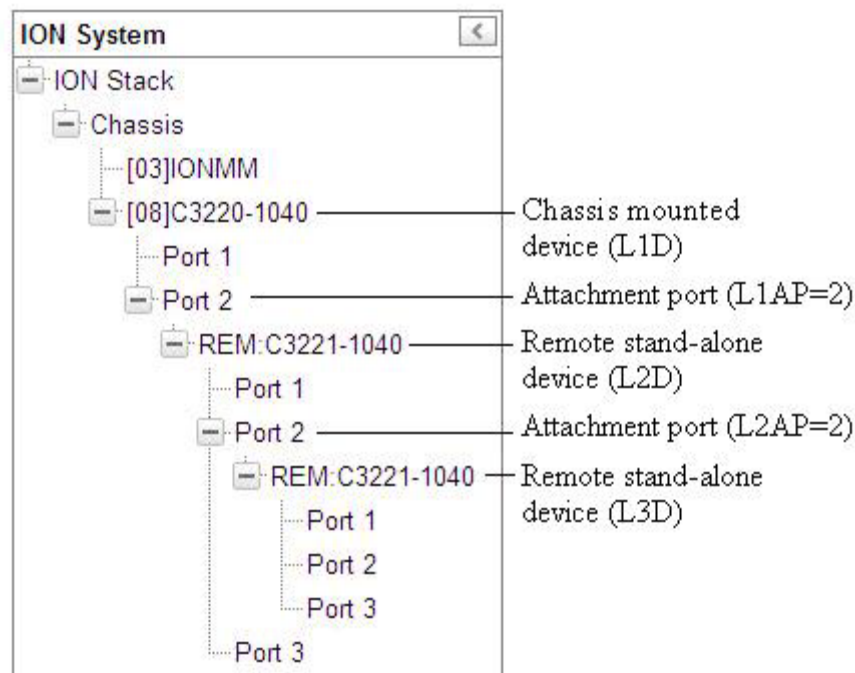 ION System
ION Stack
Chassis
[03]IONMM
[08]C3220-1040
Chassis mounted
device (L1D)
Port 1
Port 2
Attachment port (L1AP=2)
REM:C3221-1040
Remote stand-alone
device (L2D)
Port 1
Port 2
Attachment port (L2AP=2)
REM:C3221-1040
Remote stand-alone
device (L3D)
Port 1
Port 2
Port 3
Port 3